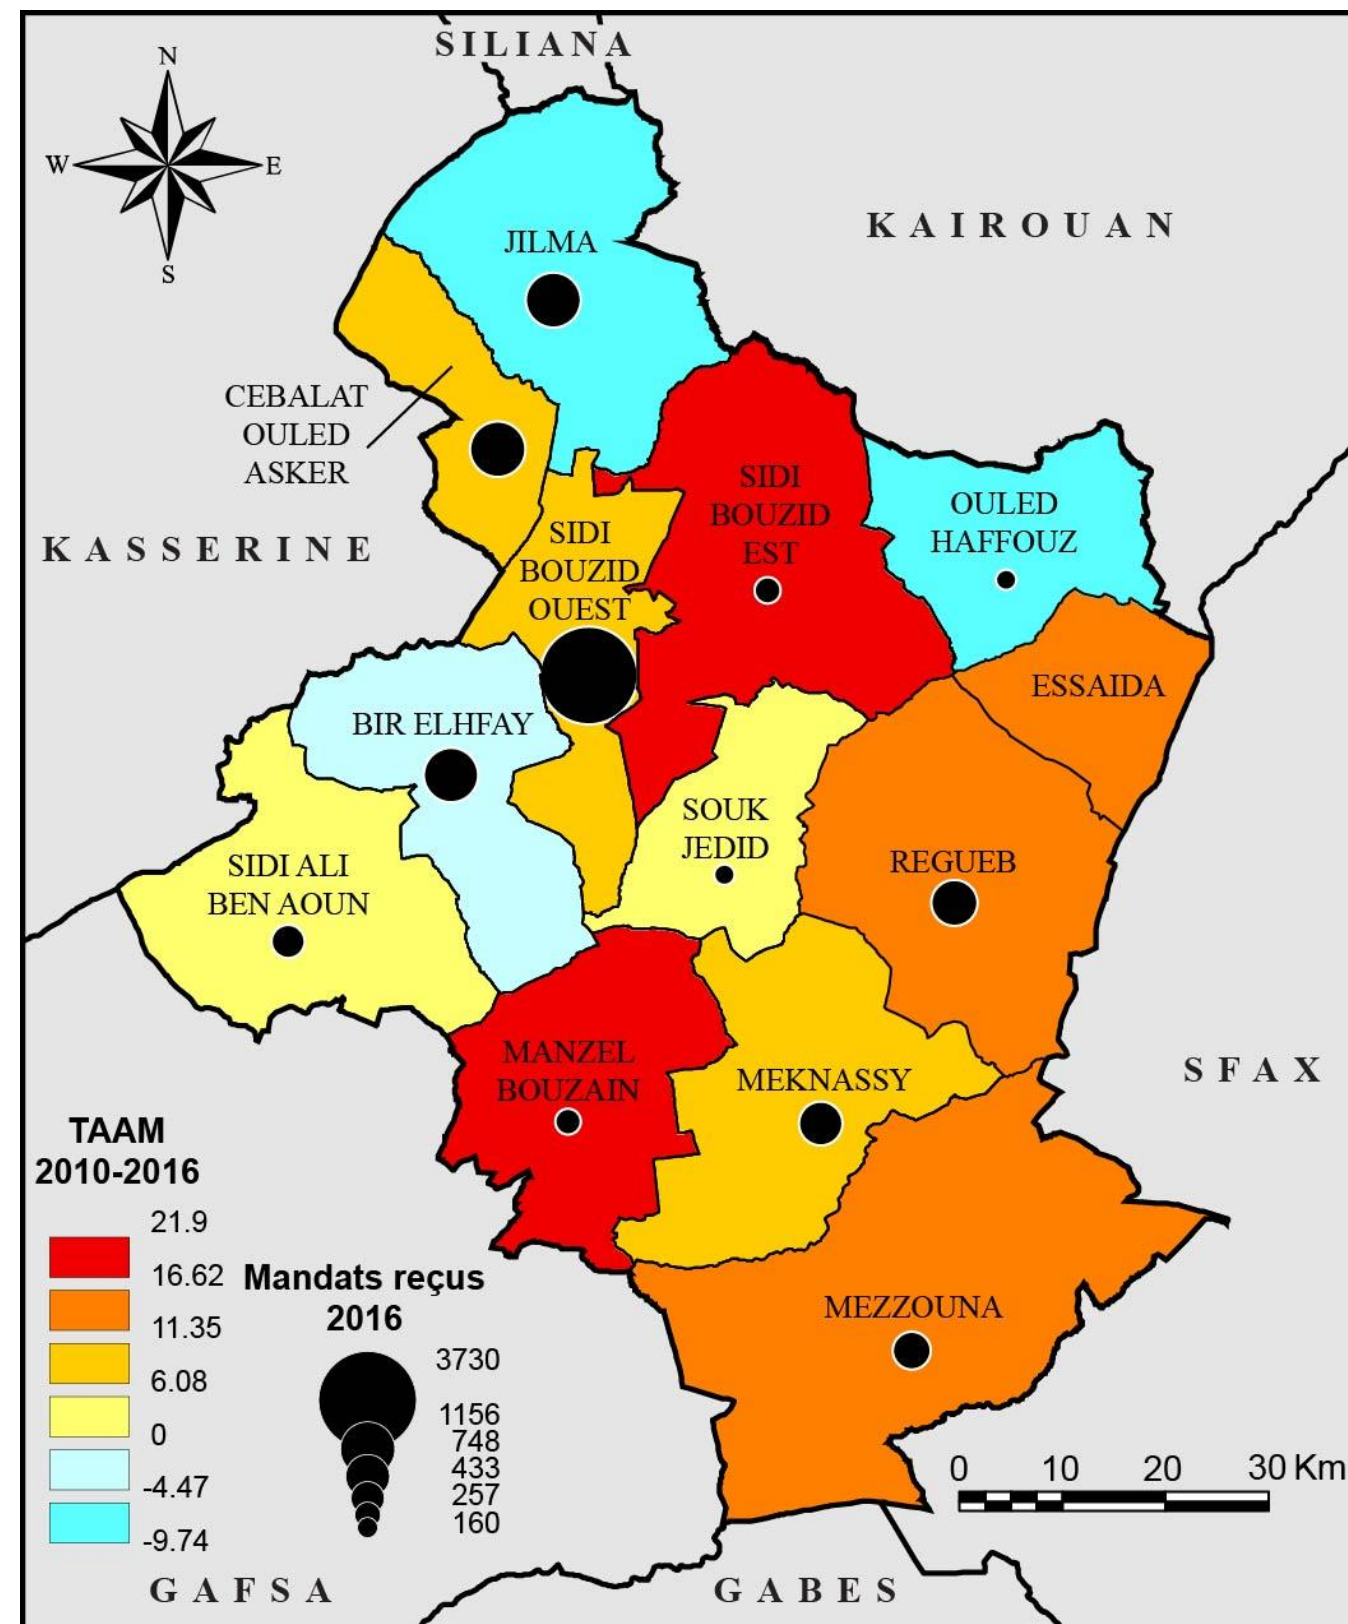 SILIANA
N
W
E
S
KAIROUAN
JILMA
CEBALAT
OULED
ASKER
SIDI
BOUZID
EST
OULED
HAFFOUZ
KASSERINE
SIDI
BOUZID
OUEST
ESSAIDA
BIR ELHFAY
SOUK
JEDID
REGUEB
SIDI ALI
BEN AOUN
MANZEL
BOUZAIN
MEKNASSY
SFAX
MEZZOUNA
TAAM
2010-2016
21.9
16.62
11.35
6.08
0
-4.47
-9.74
Mandats reçus
2016
3730
1156
748
433
257
160
0 10 20 30 Km
GAFSA
GABES